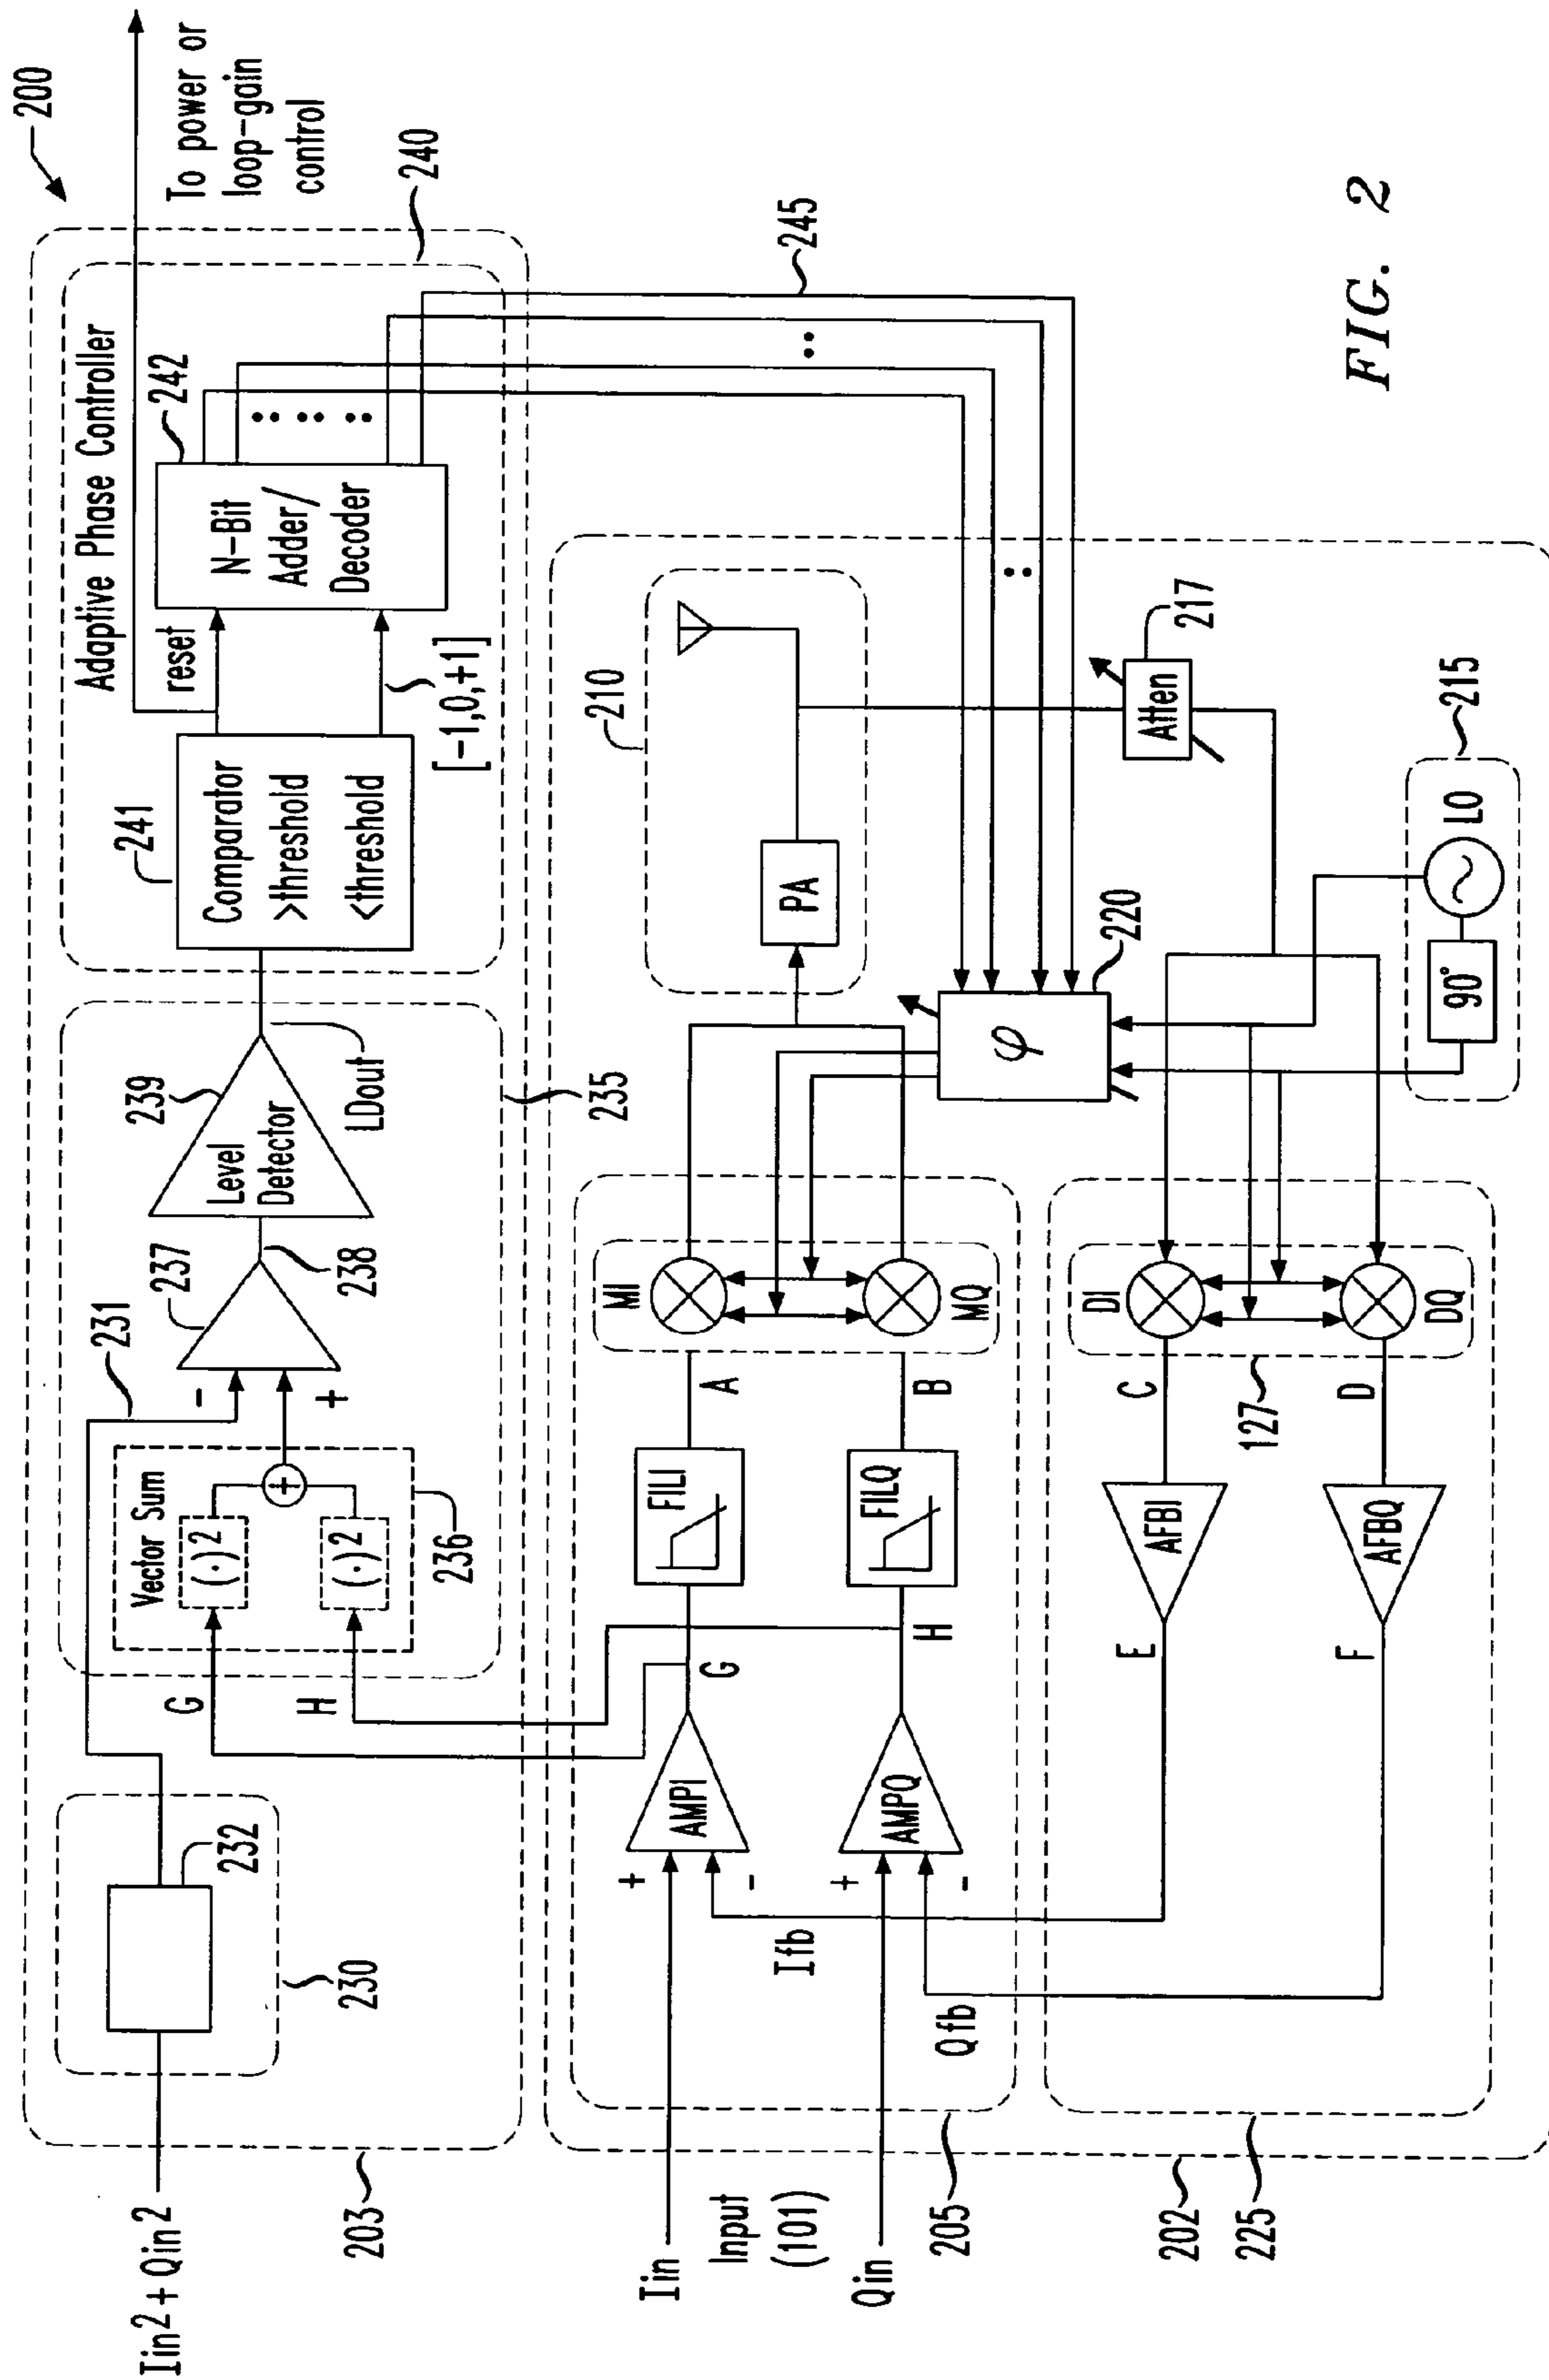 200
To power or
loop-gain
control
240
Adaptive Phase Controller
241
Comparator
>threshold
<threshold
reset
[-1,0,+1]
242
N-Bit
Adder/
Decoder
245
239
Level
Detector
LDout
235
237
238
231
-
+
Vector Sum
(·)²
(·)²
+
236
G
H
232
230
Iin²+Qin²
203
210
PA
217
Atten
φ
220
215
LO
90°
MI
MQ
A
B
FILI
FILQ
G
H
AMPI
AMPQ
+
-
+
-
Iin
Input
(101)
Qin
Ifb
Qfb
205
DI
DQ
127
C
D
AFBI
AFBQ
E
F
202
225
FIG. 2